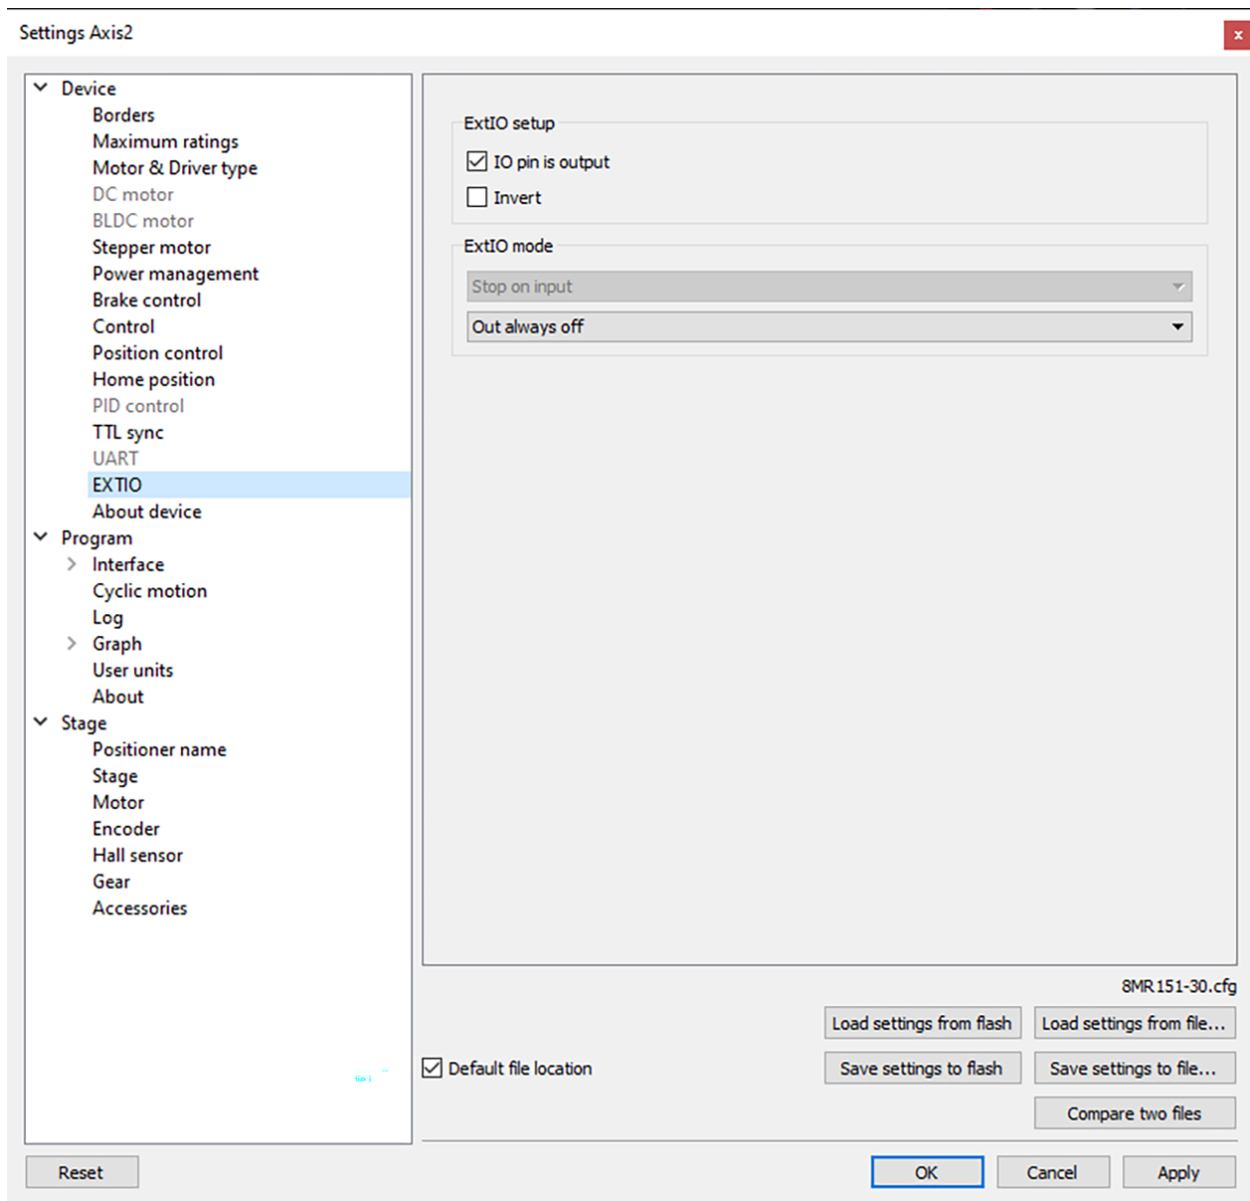 Settings Axis2
x
Device
Borders
Maximum ratings
Motor & Driver type
DC motor
BLDC motor
Stepper motor
Power management
Brake control
Control
Position control
Home position
PID control
TTL sync
UART
EXTIO
About device
Program
Interface
Cyclic motion
Log
Graph
User units
About
Stage
Positioner name
Stage
Motor
Encoder
Hall sensor
Gear
Accessories
ExtIO setup
IO pin is output
Invert
ExtIO mode
Stop on input
Out always off
8MR151-30.cfg
Load settings from flash Load settings from file...
Default file location Save settings to flash Save settings to file...
Compare two files
Reset OK Cancel Apply